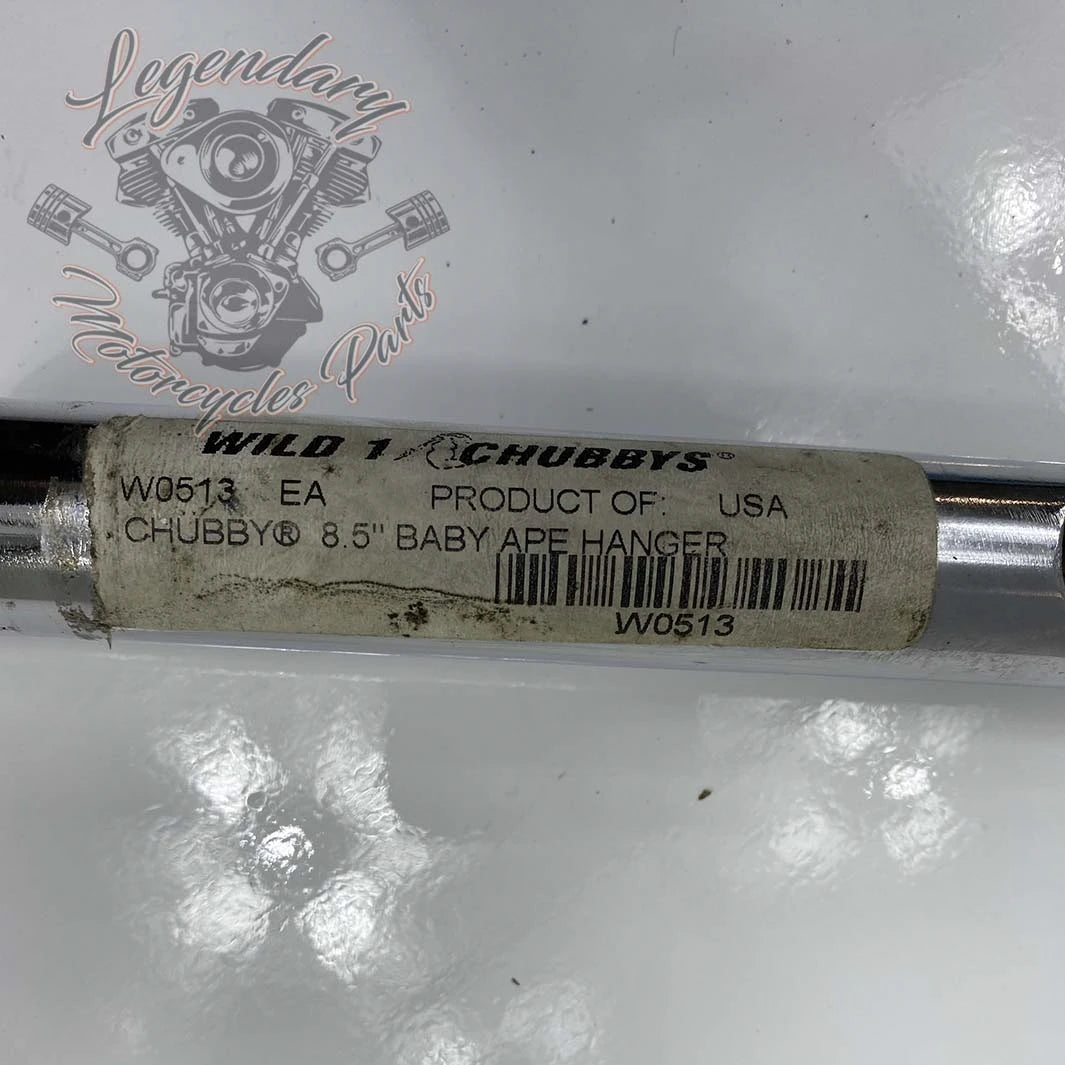 Legendary
Motorcycles Parts
WILD 1 CHUBBYS®
W0513 EA PRODUCT OF: USA
CHUBBY® 8.5" BABY APE HANGER
W0513